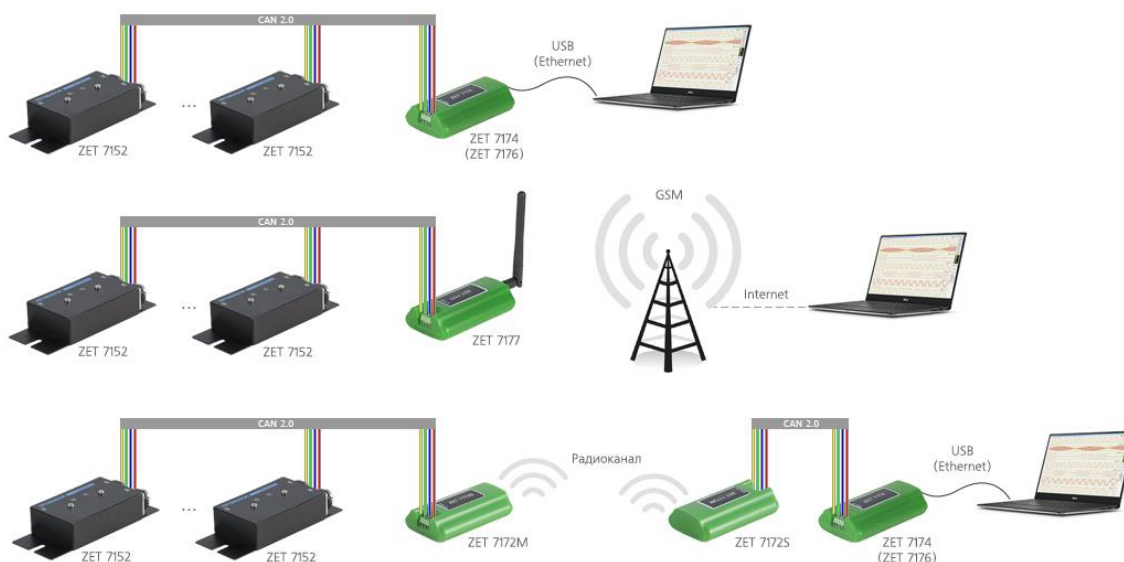 CAN 2.0
USB
(Ethernet)
ZET 7152
...
ZET 7152
ZET 7174
(ZET 7176)
CAN 2.0
GSM
Internet
ZET 7152
...
ZET 7152
ZET 7177
CAN 2.0
CAN 2.0
Радиоканал
USB
(Ethernet)
ZET 7152
...
ZET 7152
ZET 7172M
ZET 7172S
ZET 7174
(ZET 7176)